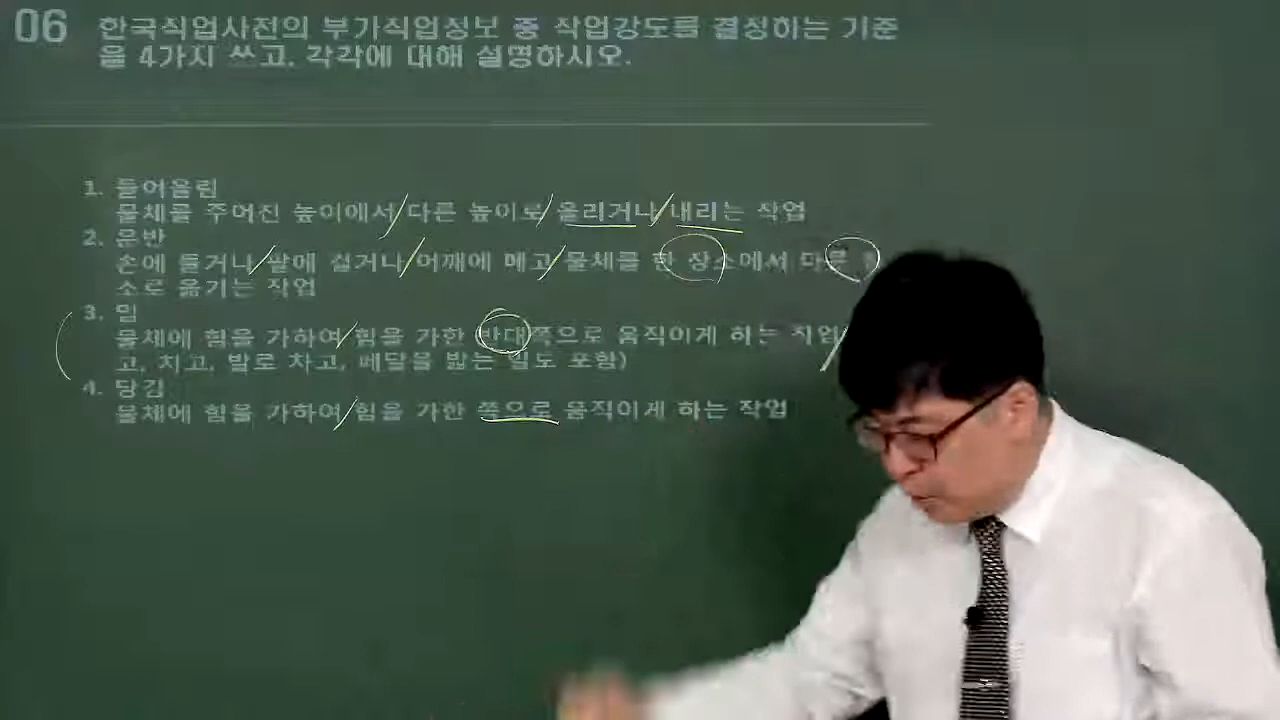 06 한국직업사전의 부가직업정보 중 작업강도를 결정하는 기준
을 4가지 쓰고, 각각에 대해 설명하시오.
1. 들어올림
물체를 주어진 높이에서 다른 높이로 올리거나 내리는 작업
2. 운반
손에 들거나 팔에 걸거나 어깨에 메고 물체를 한 장소에서 다른
소로 옮기는 작업
3. 밈
물체에 힘을 가하여 힘을 가한 반대쪽으로 움직이게 하는 작업
고, 치고, 발로 차고, 페달을 밟는 일도 포함)
4. 당김
물체에 힘을 가하여 힘을 가한 쪽으로 움직이게 하는 작업